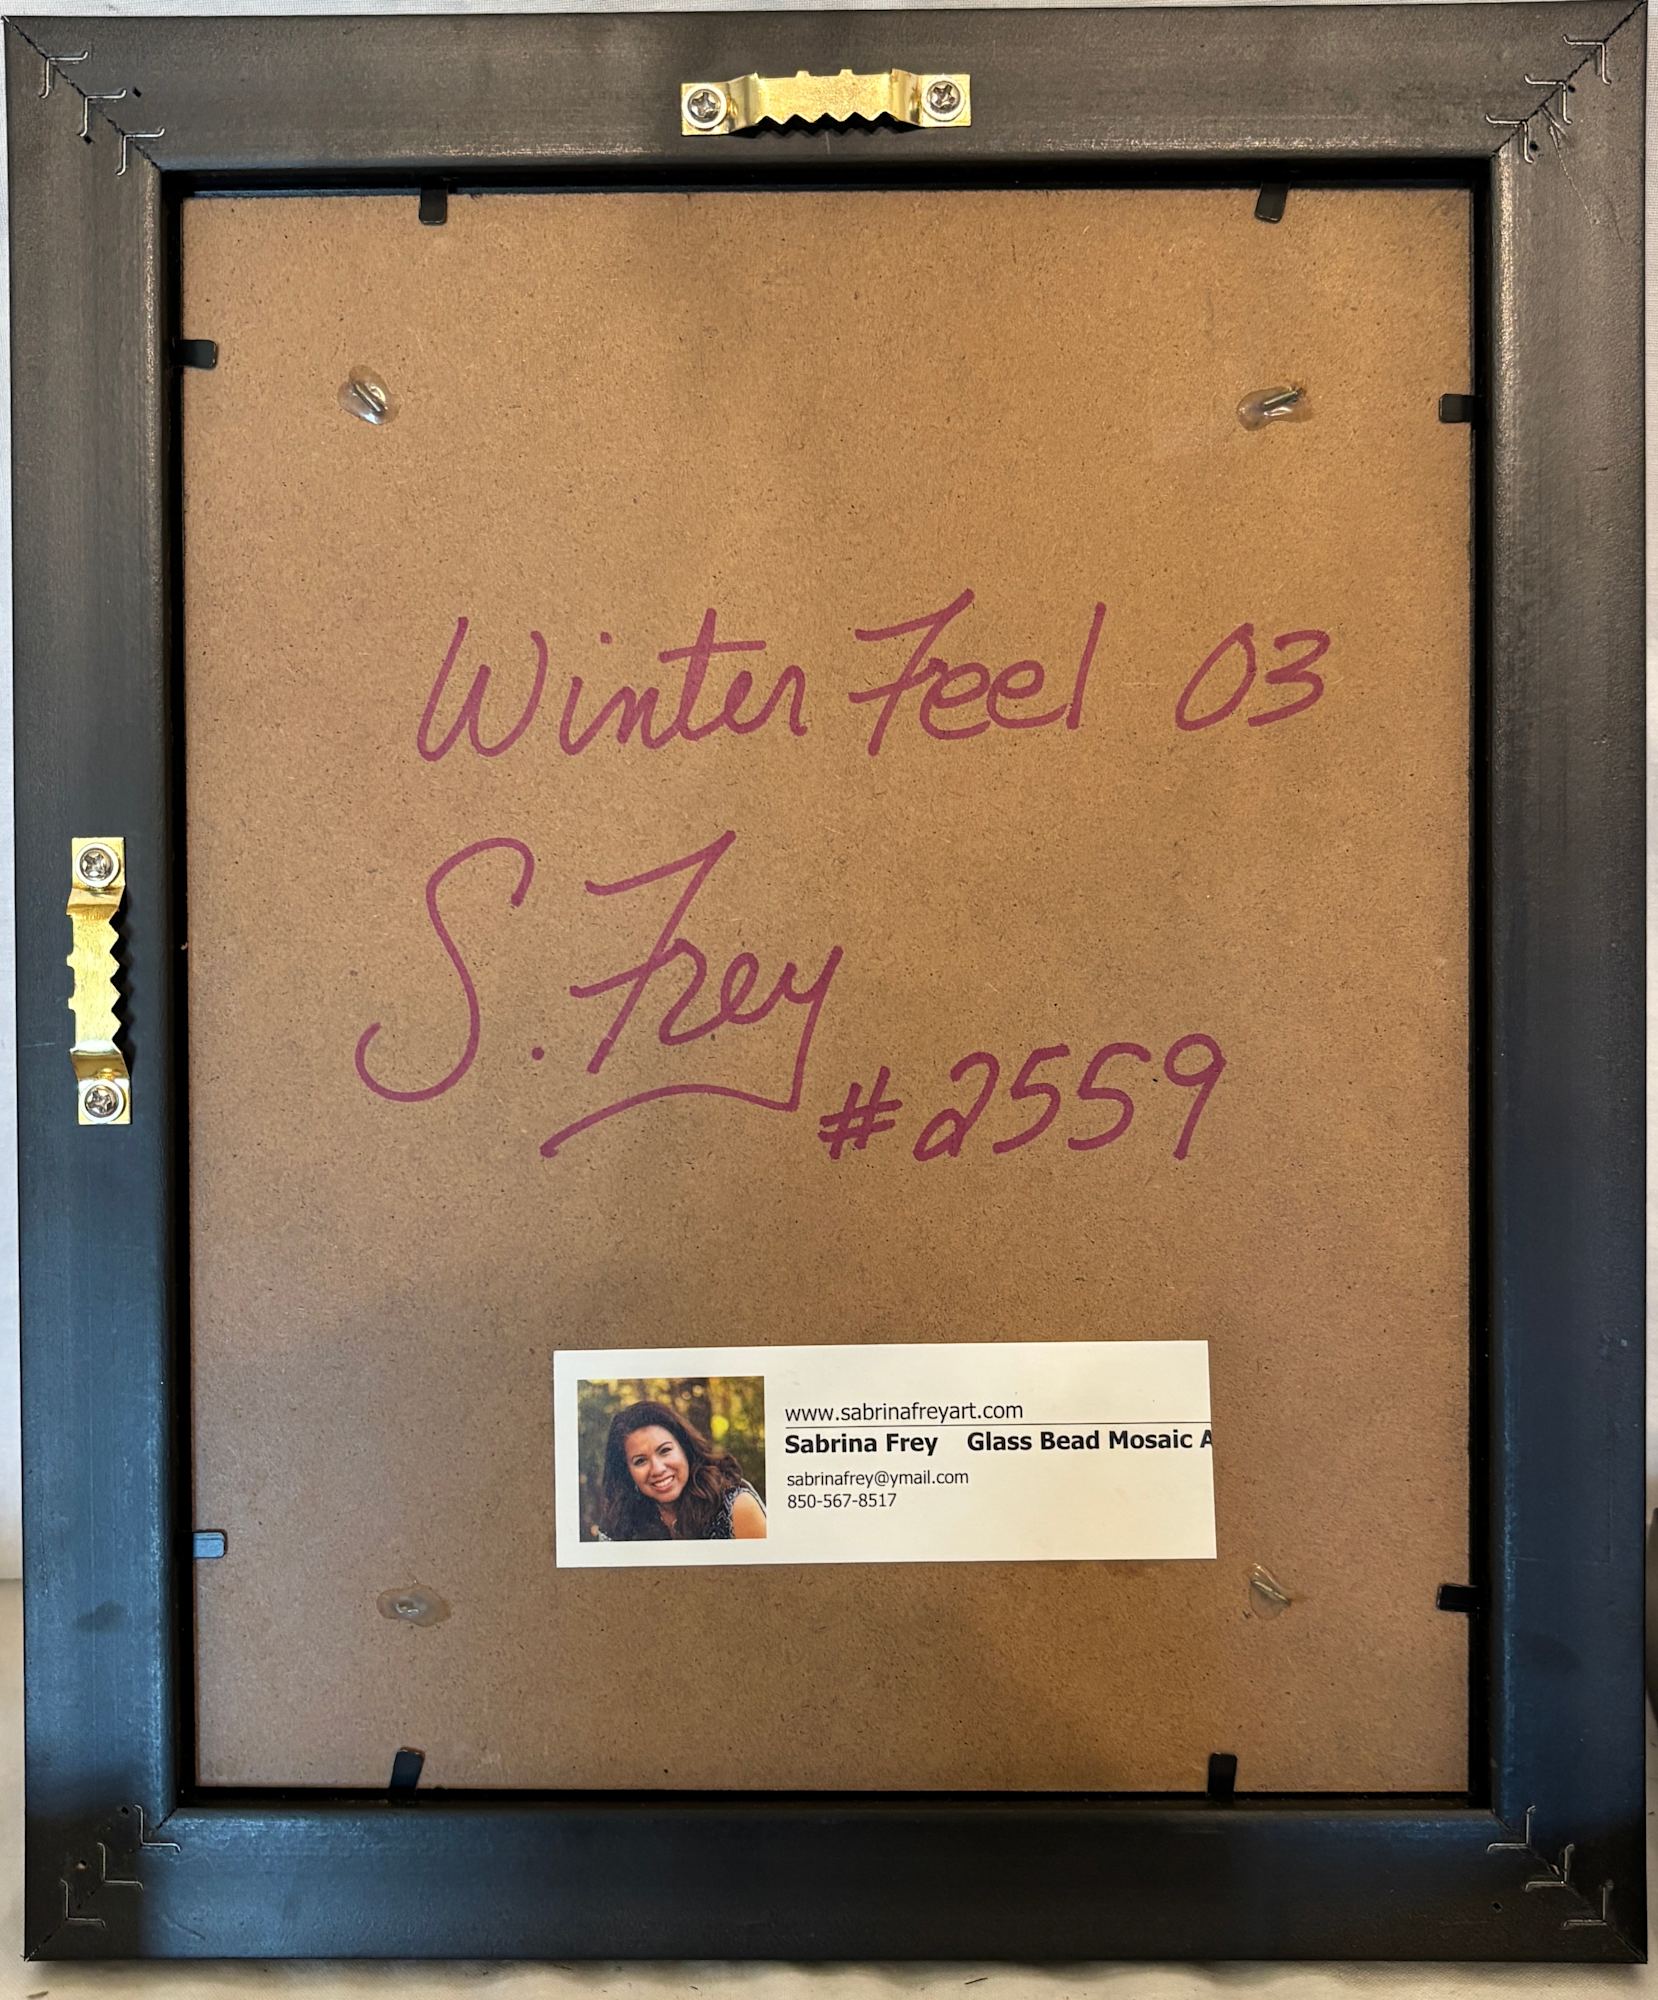 Winter Feel 03
S. Frey
#2559
www.sabrinafreyart.com
Sabrina Frey Glass Bead Mosaic A
sabrinafrey@ymail.com
850-567-8517